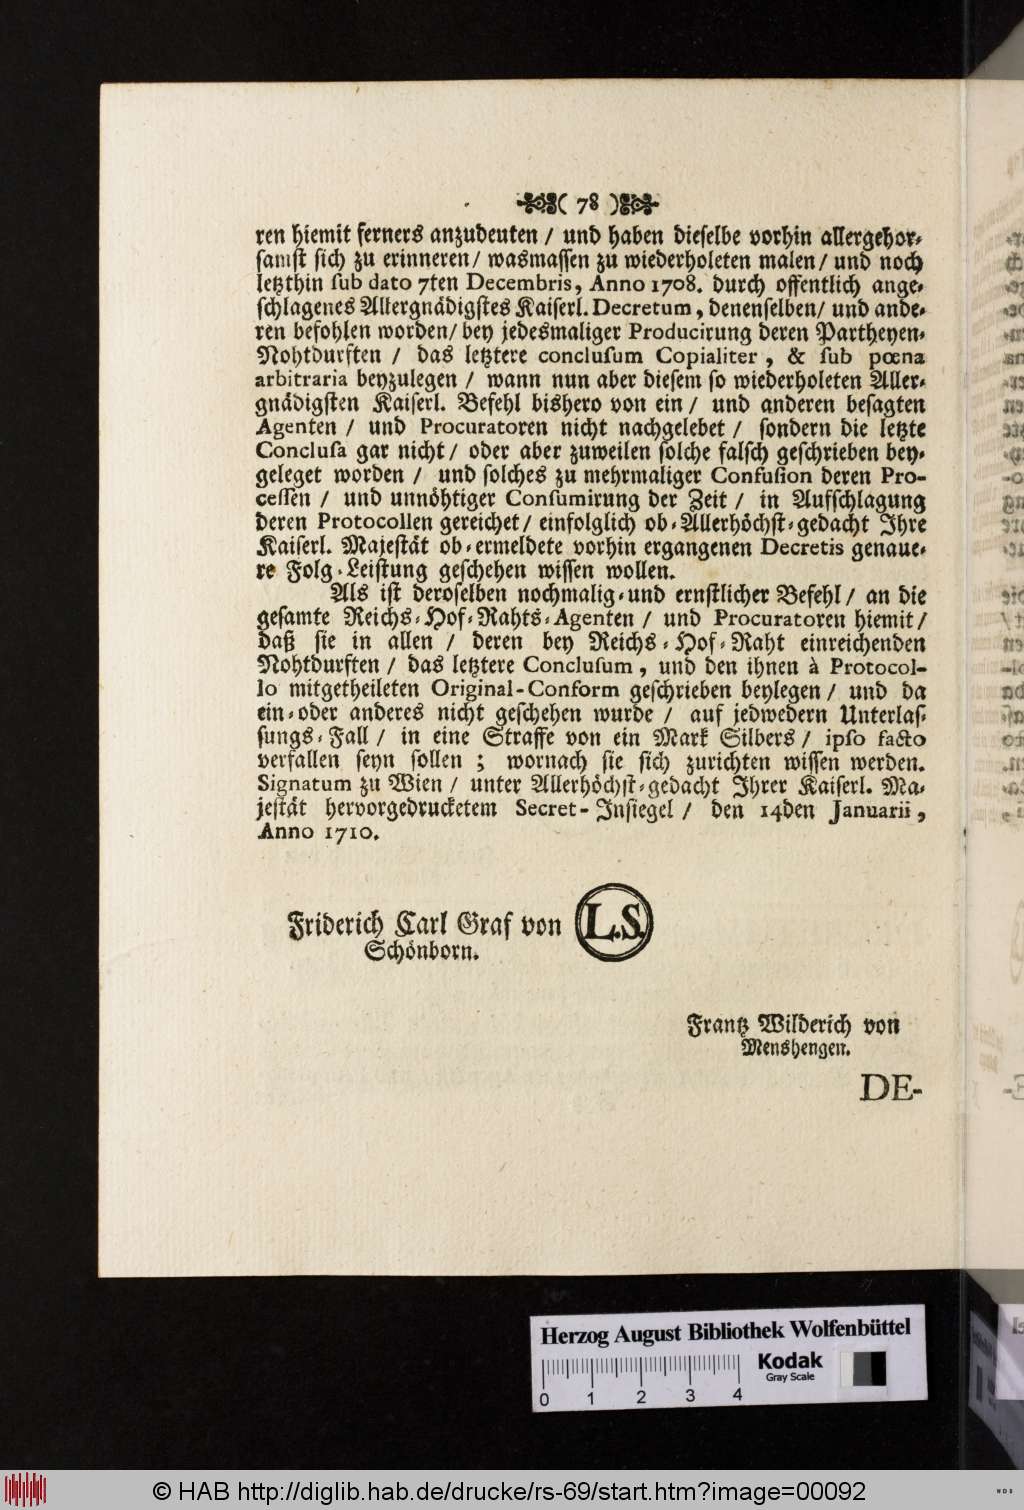 ( 78 )
ren hiemit ferners anzudeuten / und haben dieselbe vorhin allergehor-
samst sich zu erinneren / wasmassen zu wiederholeten malen / und noch
letzthin sub dato 7ten Decembris, Anno 1708. durch offentlich ange-
schlagenes Allergnädigstes Kaiserl. Decretum, denenselben / und ande-
ren befohlen worden / bey jedesmaliger Producirung deren Partheyen-
Nohtdurften / das letztere conclusum Copialiter, & sub pœna
arbitraria beyzulegen / wann nun aber diesem so wiederholeten Aller-
gnädigsten Kaiserl. Befehl bishero von ein / und anderen besagten
Agenten / und Procuratoren nicht nachgelebet / sondern die letzte
Conclusa gar nicht / oder aber zuweilen solche falsch geschrieben bey-
geleget worden / und solches zu mehrmaliger Confusion deren Pro-
cessen / und unnöhtiger Consumirung der Zeit / in Aufschlagung
deren Protocollen gereichet / einfolglich ob-Allerhöchst-gedacht Ihre
Kaiserl. Majestät ob-ermeldete vorhin ergangenen Decretis genaue-
re Folg-Leistung geschehen wissen wollen.
Als ist deroselben nochmalig-und ernstlicher Befehl / an die
gesamte Reichs-Hof-Rahts-Agenten / und Procuratoren hiemit /
daß sie in allen / deren bey Reichs-Hof-Raht einreichenden
Nohtdurften / das letztere Conclusum, und den ihnen à Protocol-
lo mitgetheileten Original-Conform geschrieben beylegen / und da
ein-oder anderes nicht geschehen wurde / auf jedwedern Unterlas-
sungs-Fall / in eine Straffe von ein Mark Silbers / ipso facto
verfallen seyn sollen ; wornach sie sich zurichten wissen werden.
Signatum zu Wien / unter Allerhöchst-gedacht Ihrer Kaiserl. Ma-
jestät hervorgedrucketem Secret-Insiegel / den 14den Januarii,
Anno 1710.
Friderich Carl Graf von
Schönborn.
L.S.
Frantz Wilderich von
Menshengen.
DE-
Herzog August Bibliothek Wolfenbüttel
Kodak
Gray Scale
0 1 2 3 4
© HAB http://diglib.hab.de/drucke/rs-69/start.htm?image=00092